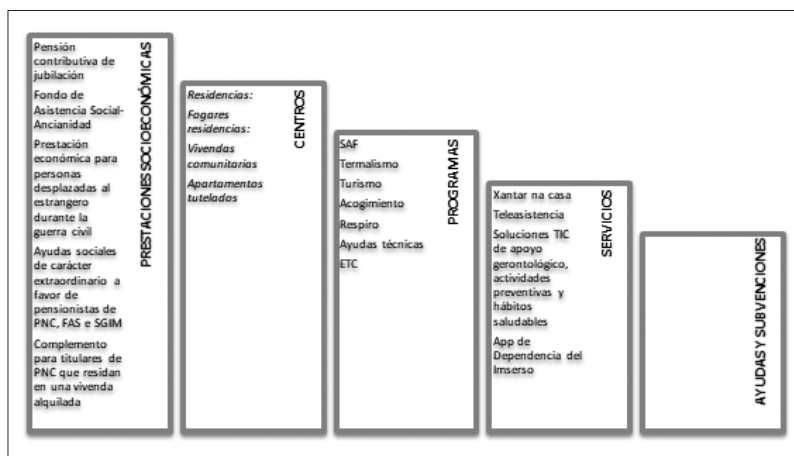 Pensión
contributiva de
jubilación
Fondo de
Asistencia Social-
Ancianidad
Prestación
económica para
personas
desplazadas al
estrangero
durante la
guerra civil
Ayudas sociales
de carácter
extraordinario a
favor de
pensionistas de
PNC, FAS e SGIM
Complemento
para titulares de
PNC que residan
en una vivenda
alquilada
PRESTACIONES SOCIOECONÓMICAS
Residencias:
Fogares
residencias:
Vivendas
comunitarias
Apartamentos
tutelados
CENTROS
SAF
Termalismo
Turismo
Acogimiento
Respiro
Ayudas técnicas
ETC
PROGRAMAS
Xantar na casa
Teleasistencia
Soluciones TIC
de apoyo
gerontológico,
actividades
preventivas y
hábitos
saludables
App de
Dependencia del
Imserso
SERVICIOS
AYUDAS Y SUBVENCIONES